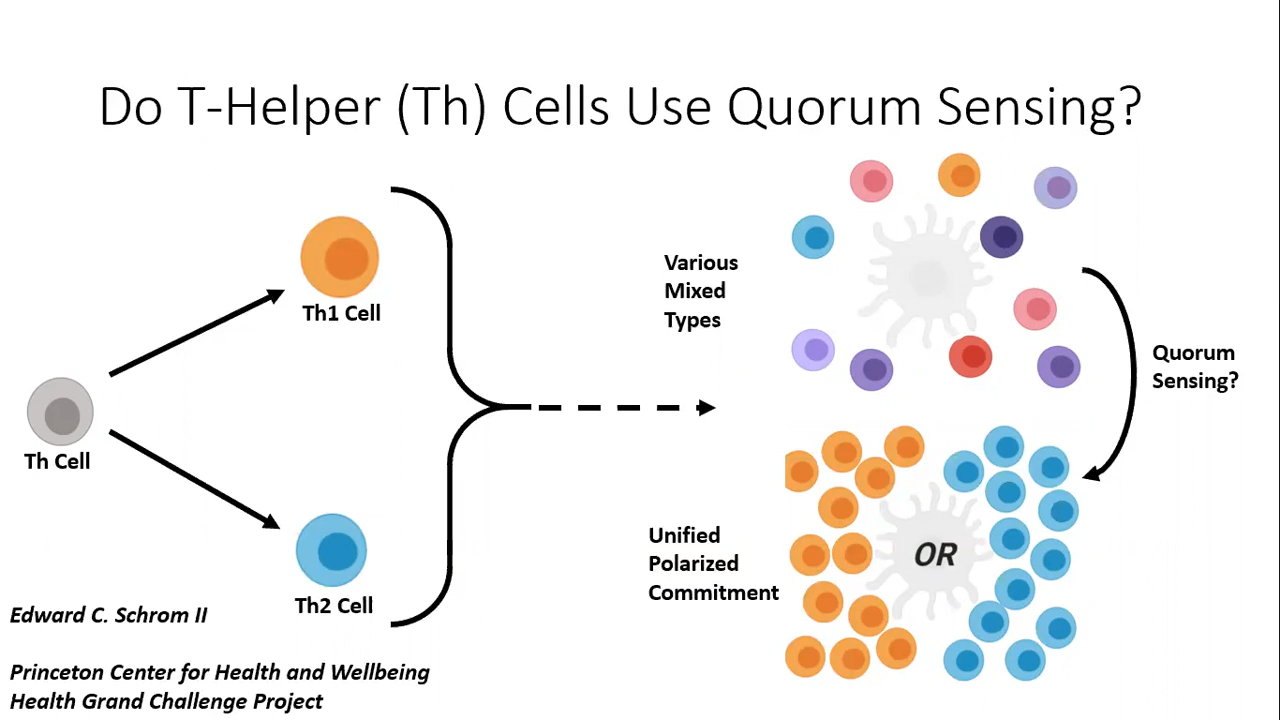 Do T-Helper (Th) Cells Use Quorum Sensing?
Th Cell
Th1 Cell
Th2 Cell
Various
Mixed
Types
Quorum
Sensing?
Unified
Polarized
Commitment
OR
Edward C. Schrom II
Princeton Center for Health and Wellbeing
Health Grand Challenge Project